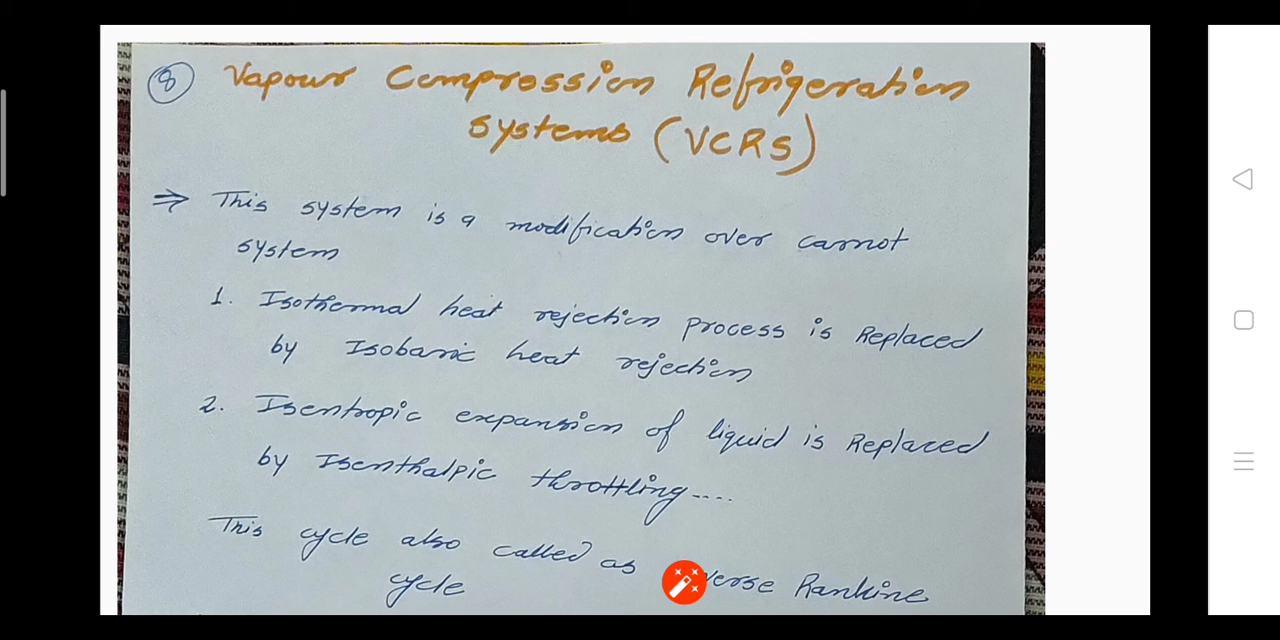 8 Vapour Compression Refrigeration
Systems (VCRS)
⇒ This system is a modification over carnot
system
1. Isothermal heat rejection process is Replaced
by Isobaric heat rejection
2. Isentropic expansion of liquid is Replaced
by Isenthalpic throttling....
This cycle also called as verse Rankine
cycle